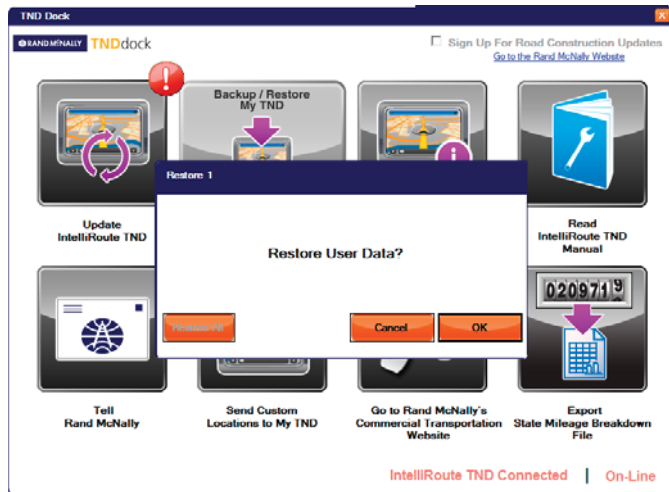 TND Dock
X
RAND MCNALLY TNDdock
Sign Up For Road Construction Updates
Go to the Rand McNally Website
Backup / Restore
My TND
Restore 1
Restore User Data?
Restore All
Cancel
OK
Update
IntelliRoute TND
Read
IntelliRoute TND
Manual
020971
Tell
Rand McNally
Send Custom
Locations to My TND
Go to Rand McNally's
Commercial Transportation
Website
Export
State Mileage Breakdown
File
IntelliRoute TND Connected | On-Line